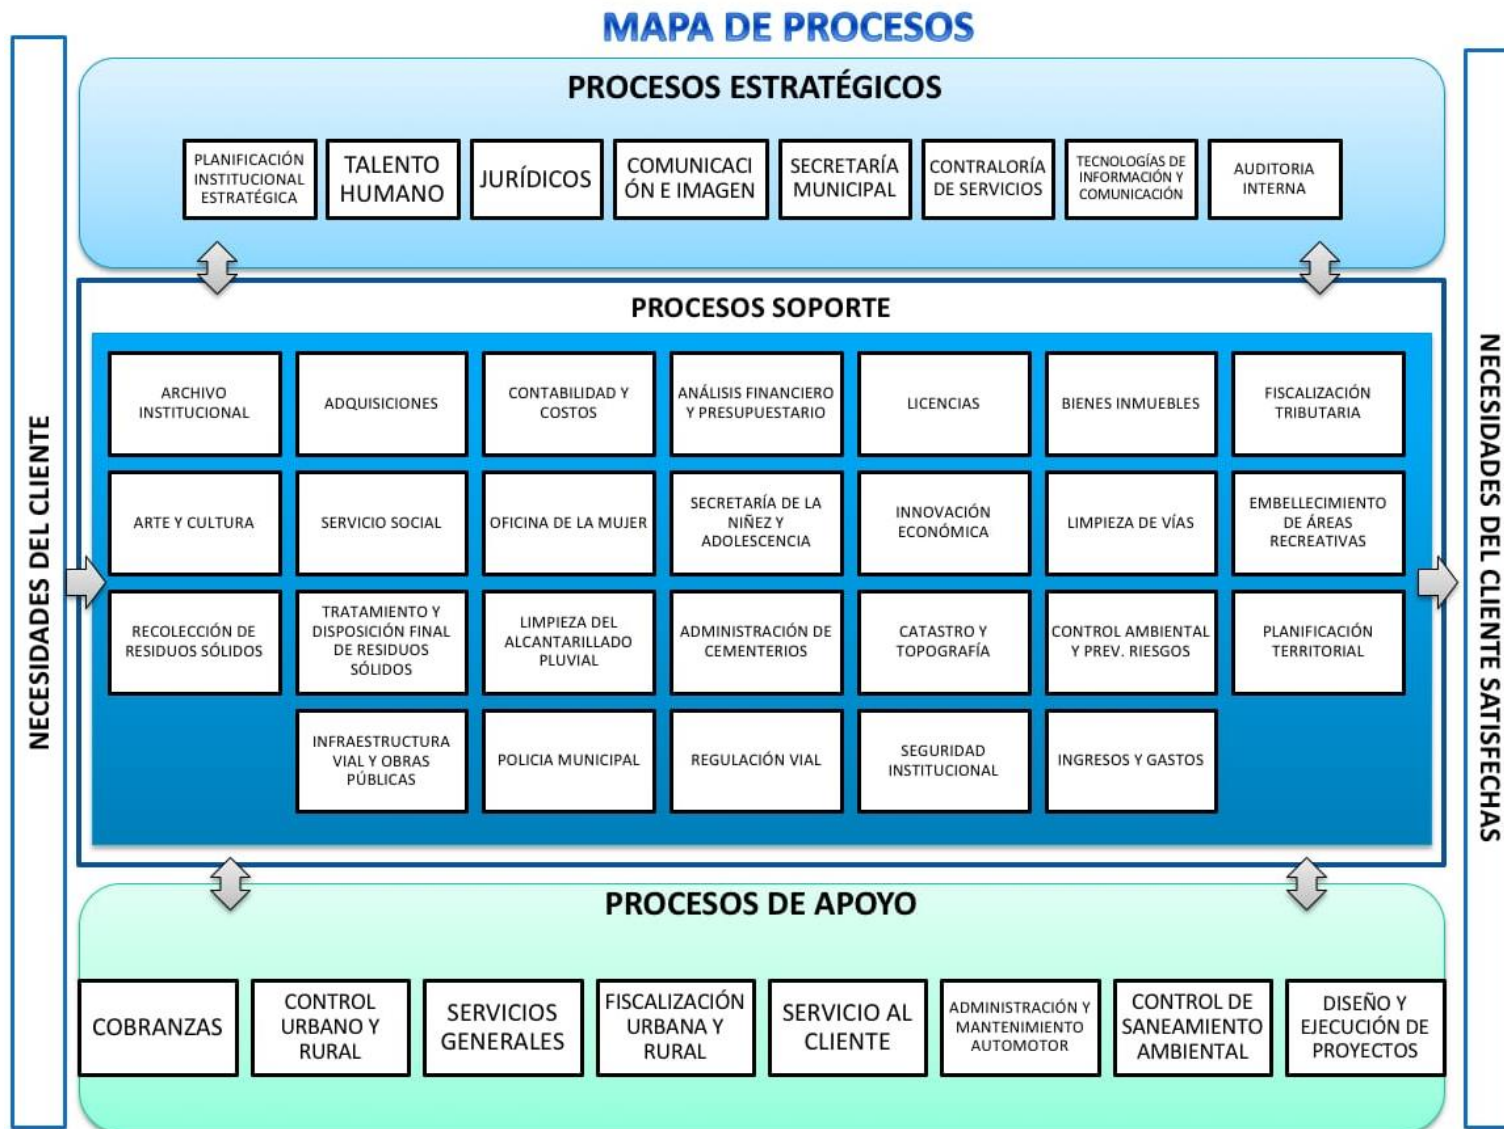 MAPA DE PROCESOS
PROCESOS ESTRATÉGICOS
PLANIFICACIÓN
INSTITUCIONAL
ESTRATÉGICA
TALENTO
HUMANO
JURÍDICOS
COMUNICACI
ÓN E IMAGEN
SECRETARÍA
MUNICIPAL
CONTRALORÍA
DE SERVICIOS
TECNOLOGÍAS DE
INFORMACIÓN Y
COMUNICACIÓN
AUDITORIA
INTERNA
NECESIDADES DEL CLIENTE
PROCESOS SOPORTE
ARCHIVO
INSTITUCIONAL
ADQUISICIONES
CONTABILIDAD Y
COSTOS
ANÁLISIS FINANCIERO
Y PRESUPUESTARIO
LICENCIAS
BIENES INMUEBLES
FISCALIZACIÓN
TRIBUTARIA
ARTE Y CULTURA
SERVICIO SOCIAL
OFICINA DE LA MUJER
SECRETARÍA DE LA
NIÑEZ Y
ADOLESCENCIA
INNOVACIÓN
ECONÓMICA
LIMPIEZA DE VÍAS
EMBELLECIMIENTO
DE ÁREAS
RECREATIVAS
RECOLECCIÓN DE
RESIDUOS SÓLIDOS
TRATAMIENTO Y
DISPOSICIÓN FINAL
DE RESIDUOS
SÓLIDOS
LIMPIEZA DEL
ALCANTARILLADO
PLUVIAL
ADMINISTRACIÓN DE
CEMENTERIOS
CATASTRO Y
TOPOGRAFÍA
CONTROL AMBIENTAL
Y PREV. RIESGOS
PLANIFICACIÓN
TERRITORIAL
INFRAESTRUCTURA
VIAL Y OBRAS
PÚBLICAS
POLICIA MUNICIPAL
REGULACIÓN VIAL
SEGURIDAD
INSTITUCIONAL
INGRESOS Y GASTOS
NECESIDADES DEL CLIENTE SATISFECHAS
PROCESOS DE APOYO
COBRANZAS
CONTROL
URBANO Y
RURAL
SERVICIOS
GENERALES
FISCALIZACIÓN
URBANA Y
RURAL
SERVICIO AL
CLIENTE
ADMINISTRACIÓN Y
MANTENIMIENTO
AUTOMOTOR
CONTROL DE
SANEAMIENTO
AMBIENTAL
DISEÑO Y
EJECUCIÓN DE
PROYECTOS